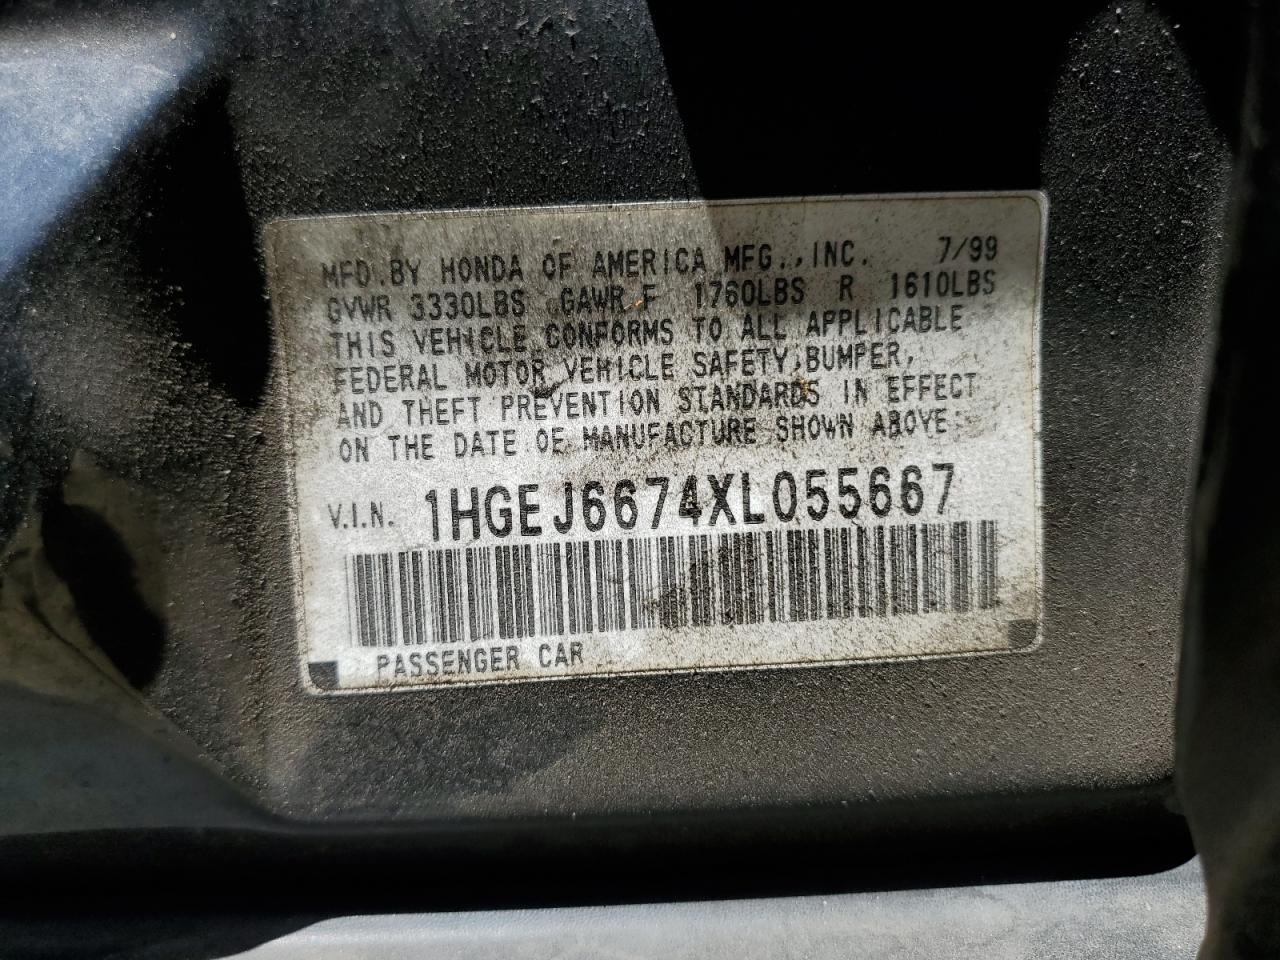 MFD.BY HONDA OF AMERICA MFG.,INC. 7/99
GVWR 3330LBS GAWR F 1760LBS R 1610LBS
THIS VEHICLE CONFORMS TO ALL APPLICABLE
FEDERAL MOTOR VEHICLE SAFETY,BUMPER,
AND THEFT PREVENTION STANDARDS IN EFFECT
ON THE DATE OF MANUFACTURE SHOWN ABOVE.
V.I.N. 1HGEJ6674XL055667
PASSENGER CAR